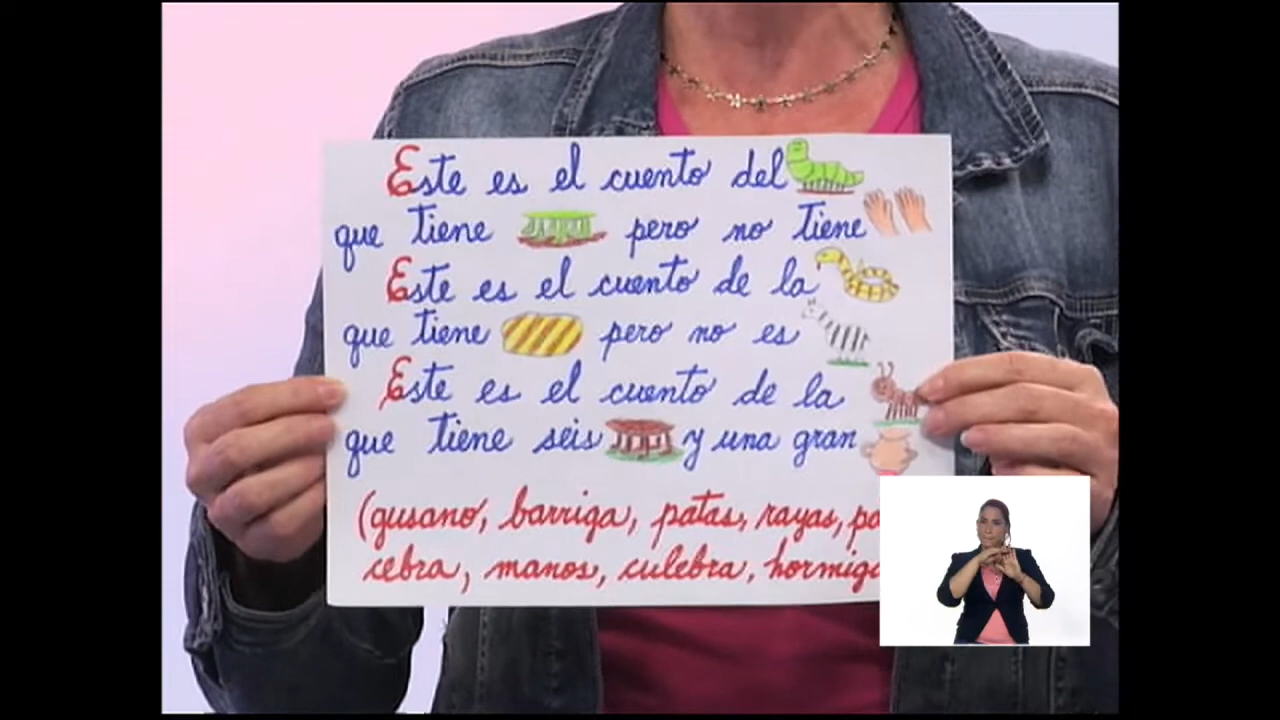 Este es el cuento del
que tiene pero no tiene
Este es el cuento de la
que tiene pero no es
Este es el cuento de la
que tiene seis y una gran
(gusano, barriga, patas, rayas,
cebra, manos, culebra,